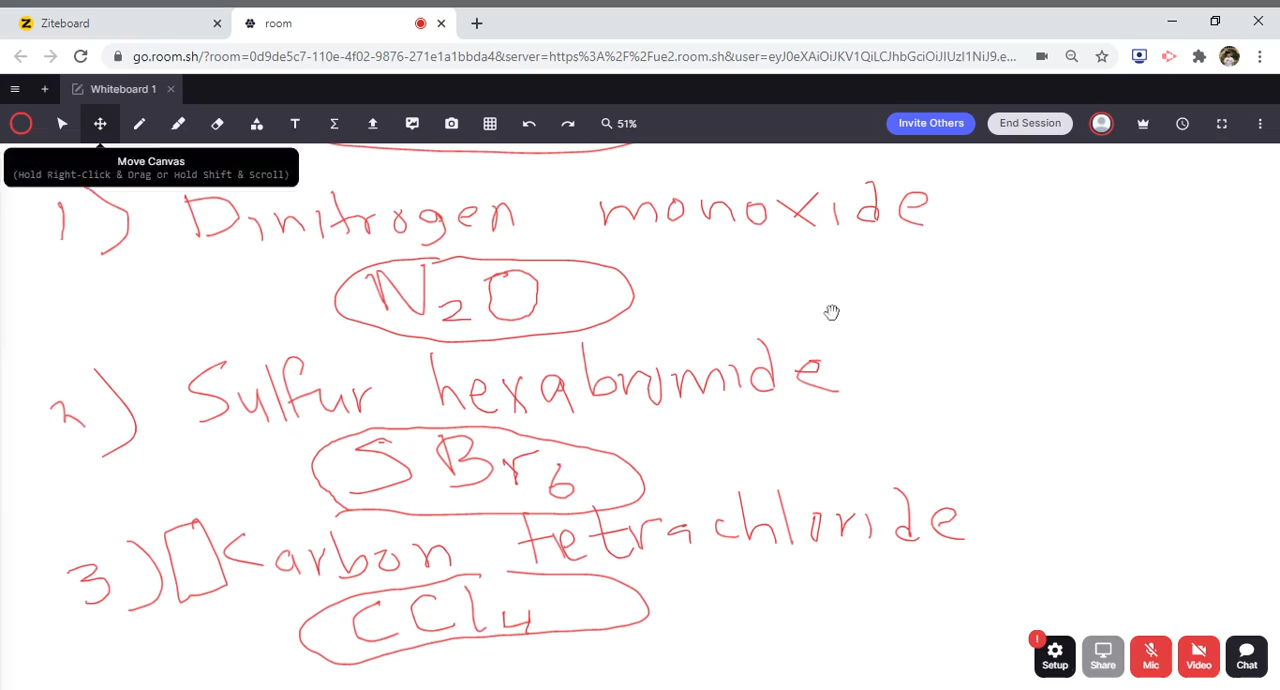 Ziteboard
room
go.room.sh/?room=0d9de5c7-110e-4f02-9876-271e1a1bbda4&server=https%3A%2F%2Fue2.room.sh&user=eyJ0eXAiOiJKV1QiLCJhbGciOiJIUzI1NiJ9.e...
Whiteboard 1
51%
Invite Others
End Session
Move Canvas
(Hold Right-Click & Drag or Hold Shift & Scroll)
1) Dinitrogen monoxide
N2O
2) Sulfur hexabromide
SBr6
3) Karbon tetrachloride
CCl4
Setup
Share
Mic
Video
Chat